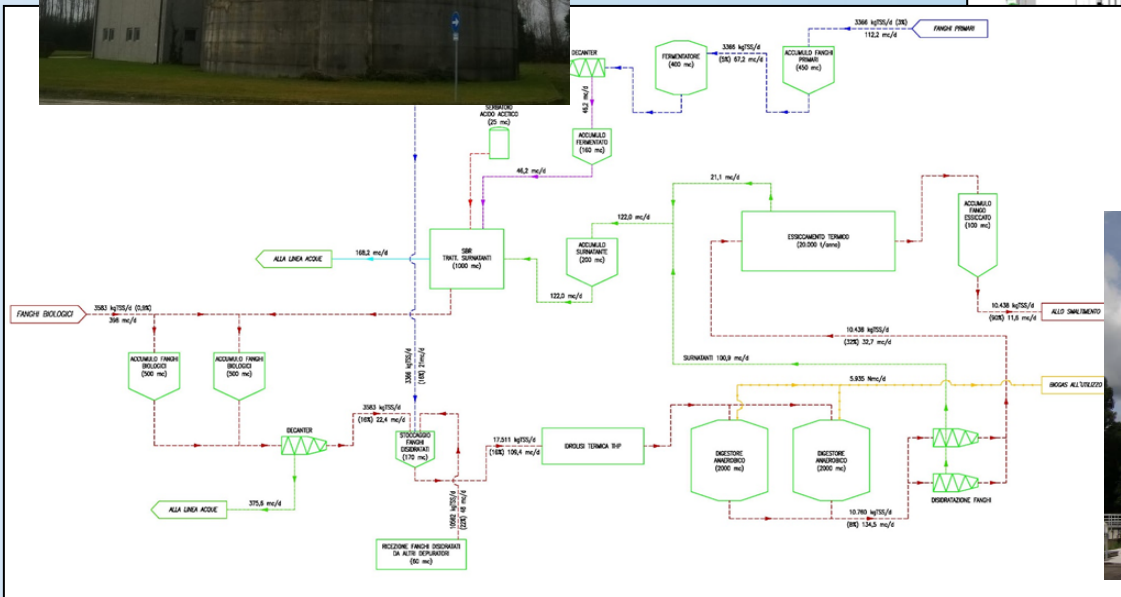 3366 kgTSS/d (3%)
112,2 mc/d
FANGHI PRIMARI
DECANTER
FERMENTATORE
(400 mc)
3366 kgTSS/d
(5%) 67,2 mc/d
ACCUMULO FANGHI
PRIMARI
(450 mc)
46,2 mc/d
SERBATOIO
ACIDO ACETICO
(25 mc)
ACCUMULO
FERMENTATO
(160 mc)
46,2 mc/d
21,1 mc/d
122,0 mc/d
ESSICCAMENTO TERMICO
(20.000 t/anno)
ACCUMULO
FANGO
ESSICCATO
(100 mc)
ALLA LINEA ACQUE
168,2 mc/d
SBR
TRATT. SURNATANTI
(1000 mc)
ACCUMULO
SURNATANTE
(200 mc)
122,0 mc/d
FANGHI BIOLOGICI
3583 kgTSS/d (0,9%)
398 mc/d
10.438 kgTSS/d
(90%) 11,6 mc/d
ALLO SMALTIMENTO
10.438 kgTSS/d
(32%) 32,7 mc/d
ACCUMULO FANGHI
BIOLOGICI
(500 mc)
ACCUMULO FANGHI
BIOLOGICI
(500 mc)
3366 kgTSS/d
(16%) 21mc/d
SURNATANTI 100,9 mc/d
5.935 Nmc/d
BIOGAS ALL'UTILIZZO
3583 kgTSS/d
(16%) 22,4 mc/d
DECANTER
STOCCAGGIO
FANGHI
DISIDRATATI
(170 mc)
17.511 kgTSS/d
(16%) 109,4 mc/d
IDROLISI TERMICA THP
DIGESTORE
ANAEROBICO
(2000 mc)
DIGESTORE
ANAEROBICO
(2000 mc)
DISIDRATAZIONE FANGHI
375,6 mc/d
ALLA LINEA ACQUE
10562 kgTSS/d
(22%) 48 mc/d
10.760 kgTSS/d
(8%) 134,5 mc/d
RICEZIONE FANGHI DISIDRATATI
DA ALTRI DEPURATORI
(60 mc)